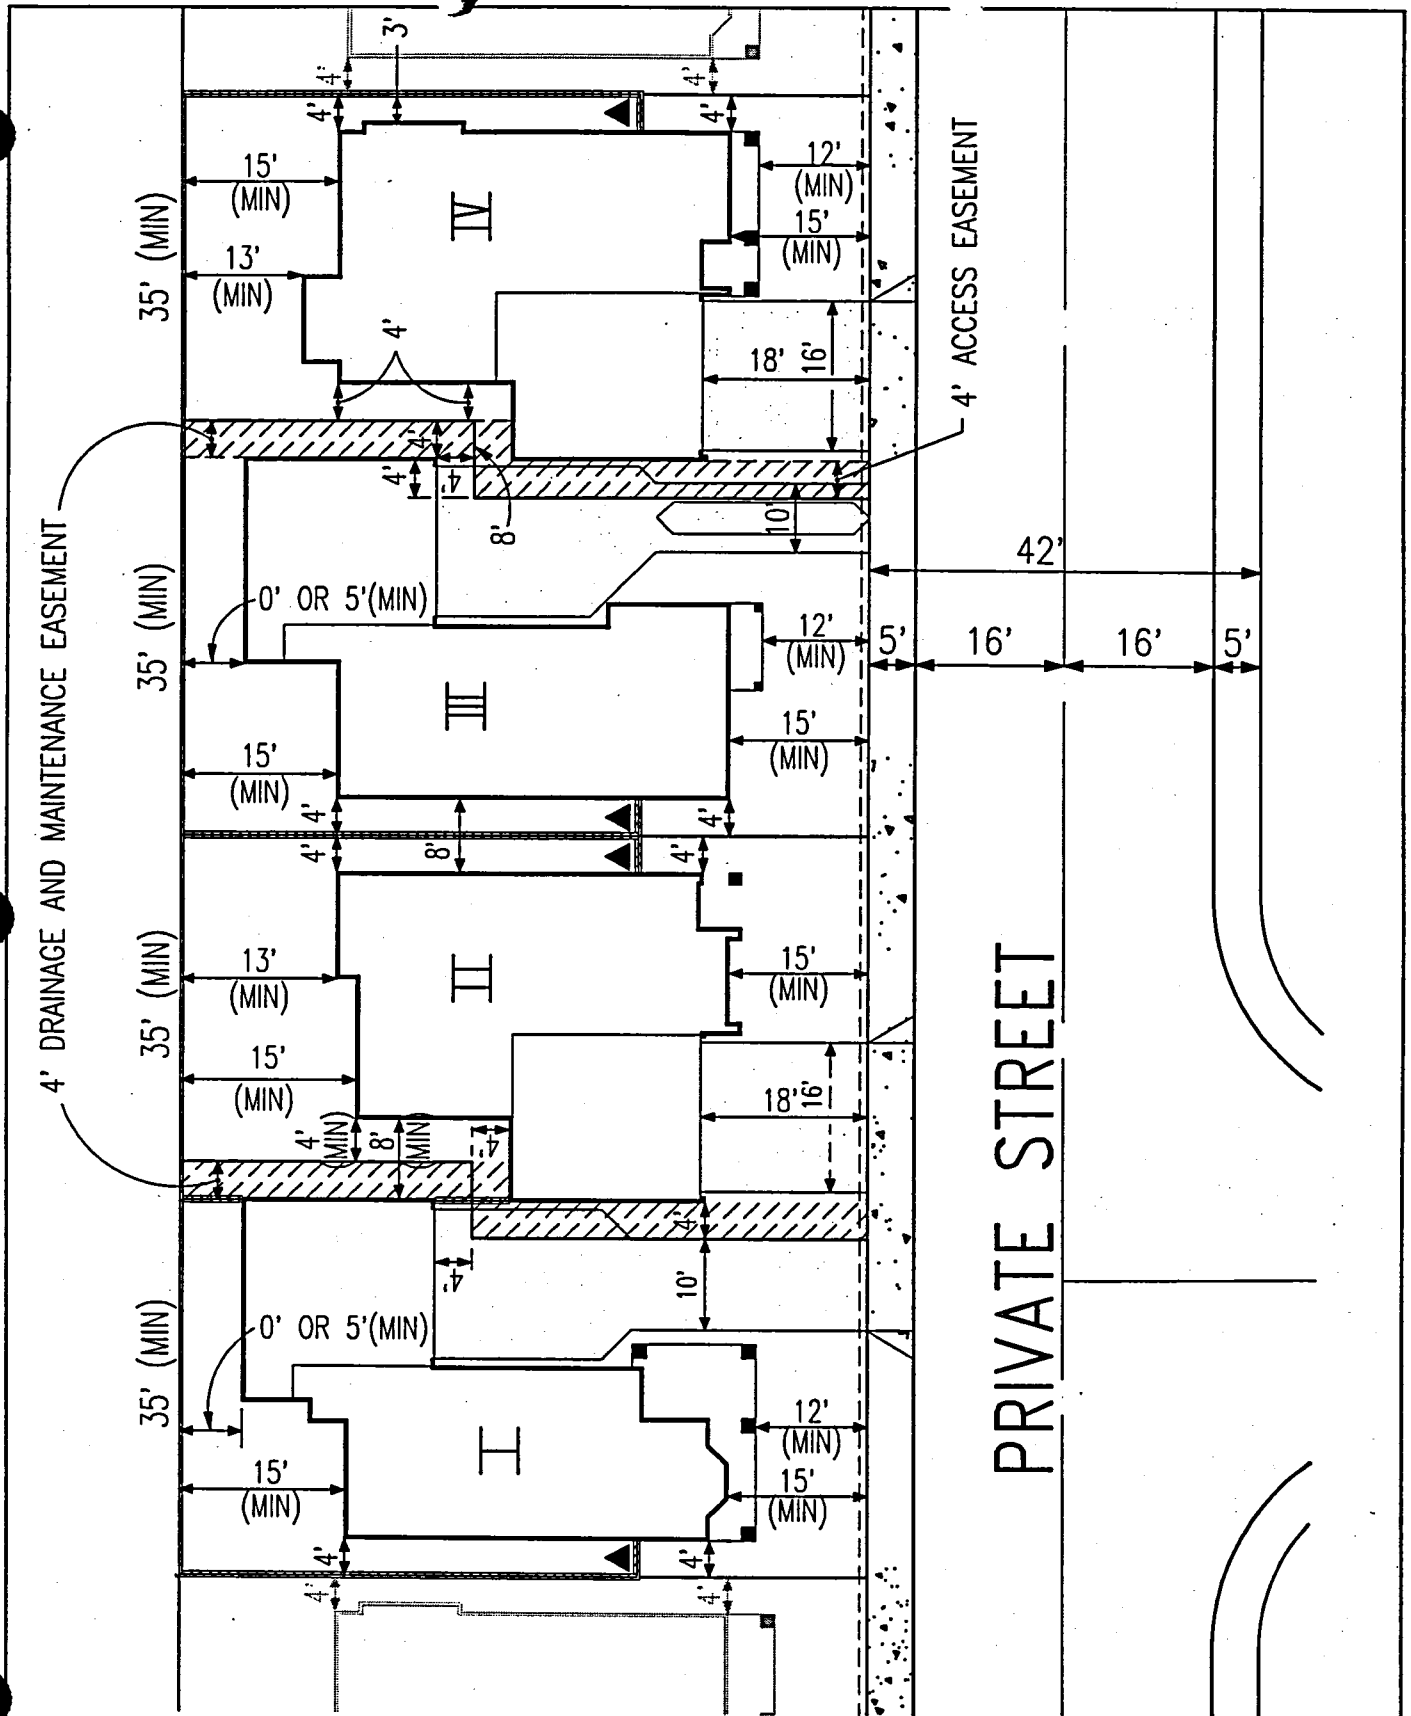 3'
4'
4'
4'
4'
15'
(MIN)
12'
(MIN)
IV
15'
(MIN)
35' (MIN)
13'
(MIN)
4'
18'
16'
4' ACCESS EASEMENT
4'
4'
4'
8'
10'
42'
4' DRAINAGE AND MAINTENANCE EASEMENT
35' (MIN)
0' OR 5'(MIN)
12'
(MIN)
5'
16'
16'
5'
III
15'
(MIN)
15'
(MIN)
4'
4'
4'
8'
4'
35' (MIN)
13'
(MIN)
II
15'
(MIN)
15'
(MIN)
18'
16'
4'
(MIN)
8'
(MIN)
4'
4'
4'
10'
PRIVATE STREET
35' (MIN)
0' OR 5'(MIN)
12'
(MIN)
I
15'
(MIN)
15'
(MIN)
4'
4'
4'
4'